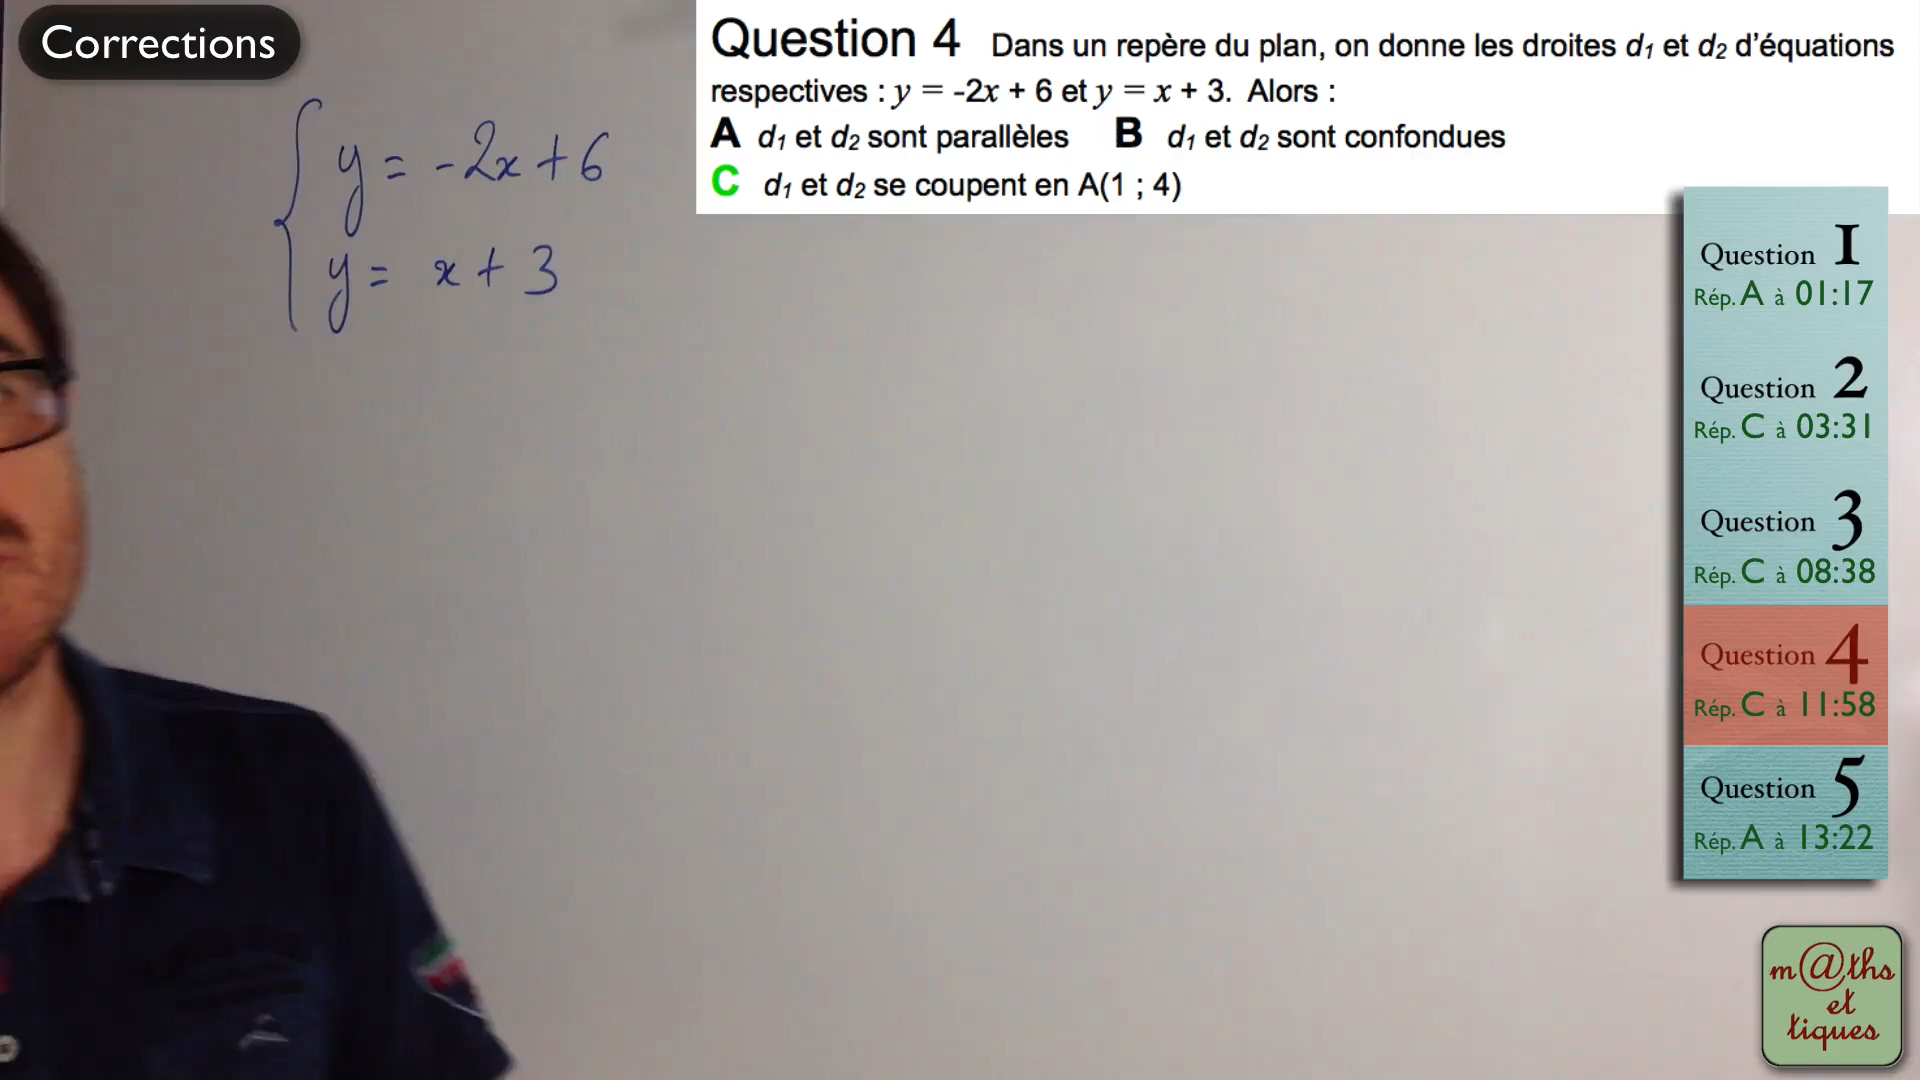 Corrections
Question 4 Dans un repère du plan, on donne les droites d₁ et d₂ d’équations
respectives : y = -2x + 6 et y = x + 3. Alors :
A d₁ et d₂ sont parallèles B d₁ et d₂ sont confondues
C d₁ et d₂ se coupent en A(1 ; 4)
y = -2x + 6
y = x + 3
Question 1
Rép. A à 01:17
Question 2
Rép. C à 03:31
Question 3
Rép. C à 08:38
Question 4
Rép. C à 11:58
Question 5
Rép. A à 13:22
m@ths
et
tiques